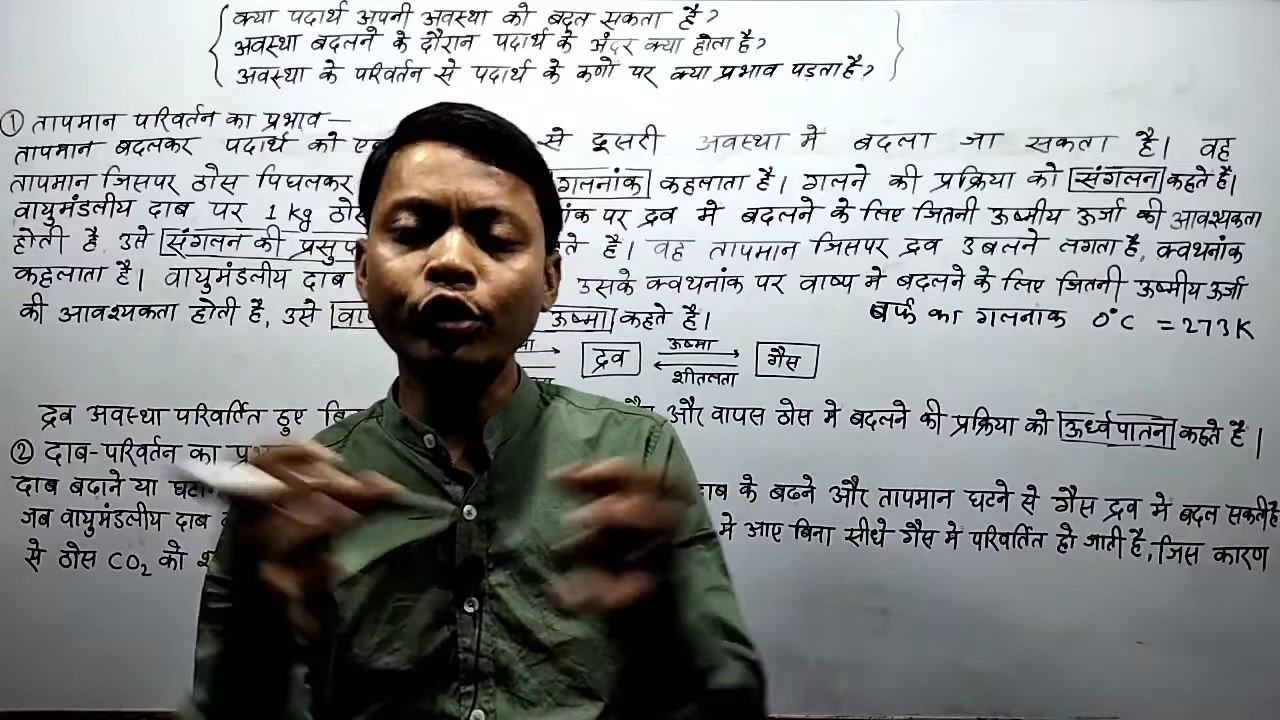 क्या पदार्थ अपनी अवस्था को बदल सकता है?
अवस्था बदलने के दौरान पदार्थ के अंदर क्या होता है?
अवस्था के परिवर्तन से पदार्थ के कणों पर क्या प्रभाव पड़ता है?
① तापमान परिवर्तन का प्रभाव—
तापमान बदलकर पदार्थ को से दूसरी अवस्था में बदला जा सकता है। वह
तापमान जिसपर ठोस पिघलकर गलनांक कहलाता है। गलने की प्रक्रिया को संगलन कहते हैं।
वायुमंडलीय दाब पर 1 kg ठोस पर द्रव में बदलने के लिए जितनी ऊष्मीय ऊर्जा की आवश्यकता
होती है, उसे संगलन की है। वह तापमान जिसपर द्रव उबलने लगता है, क्वथनांक
कहलाता है। वायुमंडलीय दाब उसके क्वथनांक पर वाष्प में बदलने के लिए जितनी ऊष्मीय ऊर्जा
की आवश्यकता होती है, उसे ऊष्मा कहते है। बर्फ का गलनांक 0°C = 273K
द्रव ऊष्मा शीतलता गैस
द्रव अवस्था परिवर्तित हुए और वापस ठोस में बदलने की प्रक्रिया को ऊर्ध्वपातन कहते है।
② दाब-परिवर्तन का
दाब बढ़ाने या के बढ़ने और तापमान घटने से गैस द्रव में बदल सकती है
जब वायुमंडलीय दाब में आए बिना सीधे गैस में परिवर्तित हो जाती है, जिस कारण
से ठोस CO₂ को